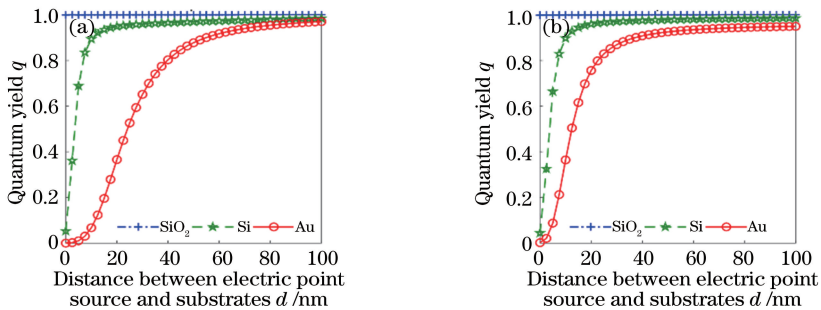 (a)
Quantum yield q
1.0
0.8
0.6
0.4
0.2
0
SiO2 Si Au
0 20 40 60 80 100
Distance between electric point
source and substrates d /nm
(b)
Quantum yield q
1.0
0.8
0.6
0.4
0.2
0
SiO2 Si Au
0 20 40 60 80 100
Distance between electric point
source and substrates d /nm